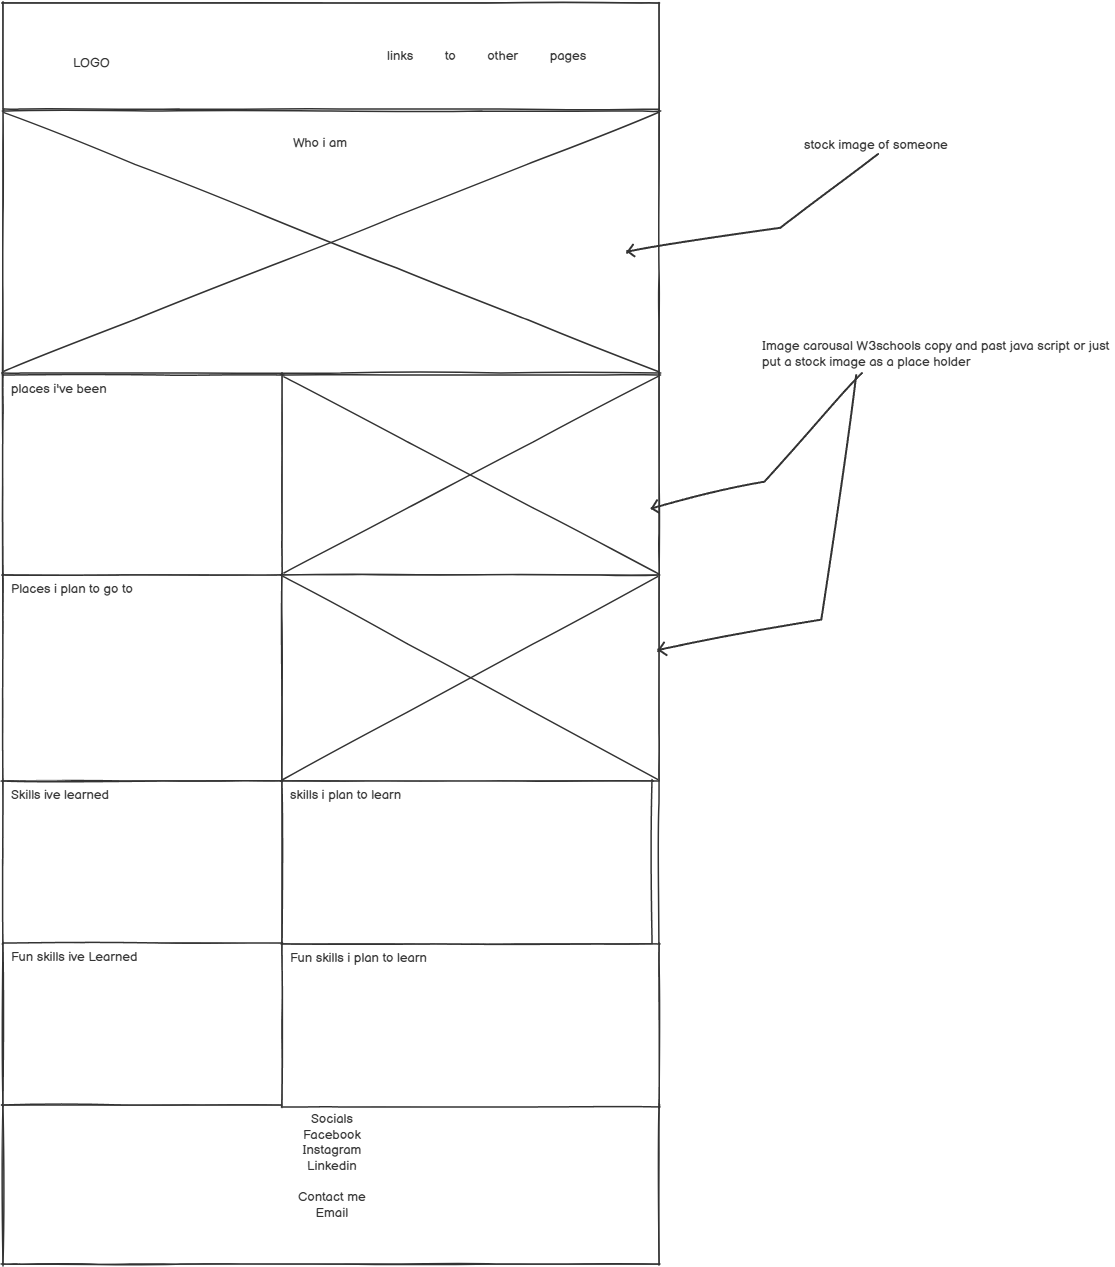 LOGO
links to other pages
Who i am
stock image of someone
Image carousal W3schools copy and past java script or just
put a stock image as a place holder
places i've been
Places i plan to go to
Skills ive learned
skills i plan to learn
Fun skills ive Learned
Fun skills i plan to learn
Socials
Facebook
Instagram
Linkedin
Contact me
Email